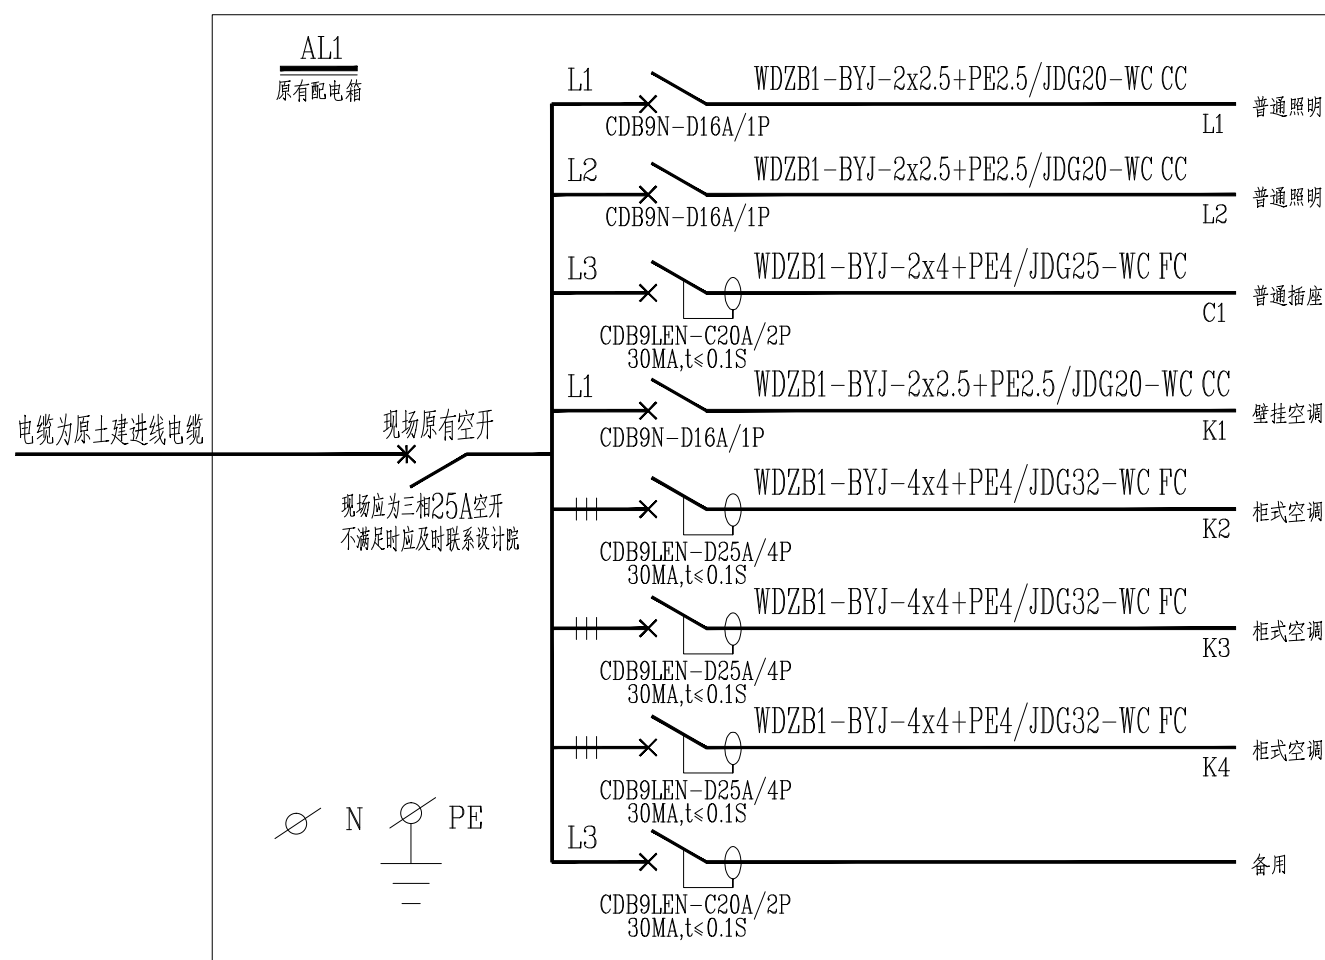 AL1
原有配电箱
L1
WDZB1-BYJ-2x2.5+PE2.5/JDG20-WC CC
CDB9N-D16A/1P
L1
普通照明
L2
WDZB1-BYJ-2x2.5+PE2.5/JDG20-WC CC
CDB9N-D16A/1P
L2
普通照明
L3
WDZB1-BYJ-2x4+PE4/JDG25-WC FC
CDB9LEN-C20A/2P
30MA,t≤0.1S
C1
普通插座
L1
WDZB1-BYJ-2x2.5+PE2.5/JDG20-WC CC
CDB9N-D16A/1P
K1
壁挂空调
电缆为原土建进线电缆
现场原有空开
现场应为三相25A空开
不满足时应及时联系设计院
WDZB1-BYJ-4x4+PE4/JDG32-WC FC
CDB9LEN-D25A/4P
30MA,t≤0.1S
K2
柜式空调
WDZB1-BYJ-4x4+PE4/JDG32-WC FC
CDB9LEN-D25A/4P
30MA,t≤0.1S
K3
柜式空调
WDZB1-BYJ-4x4+PE4/JDG32-WC FC
CDB9LEN-D25A/4P
30MA,t≤0.1S
K4
柜式空调
N
PE
L3
CDB9LEN-C20A/2P
30MA,t≤0.1S
备用